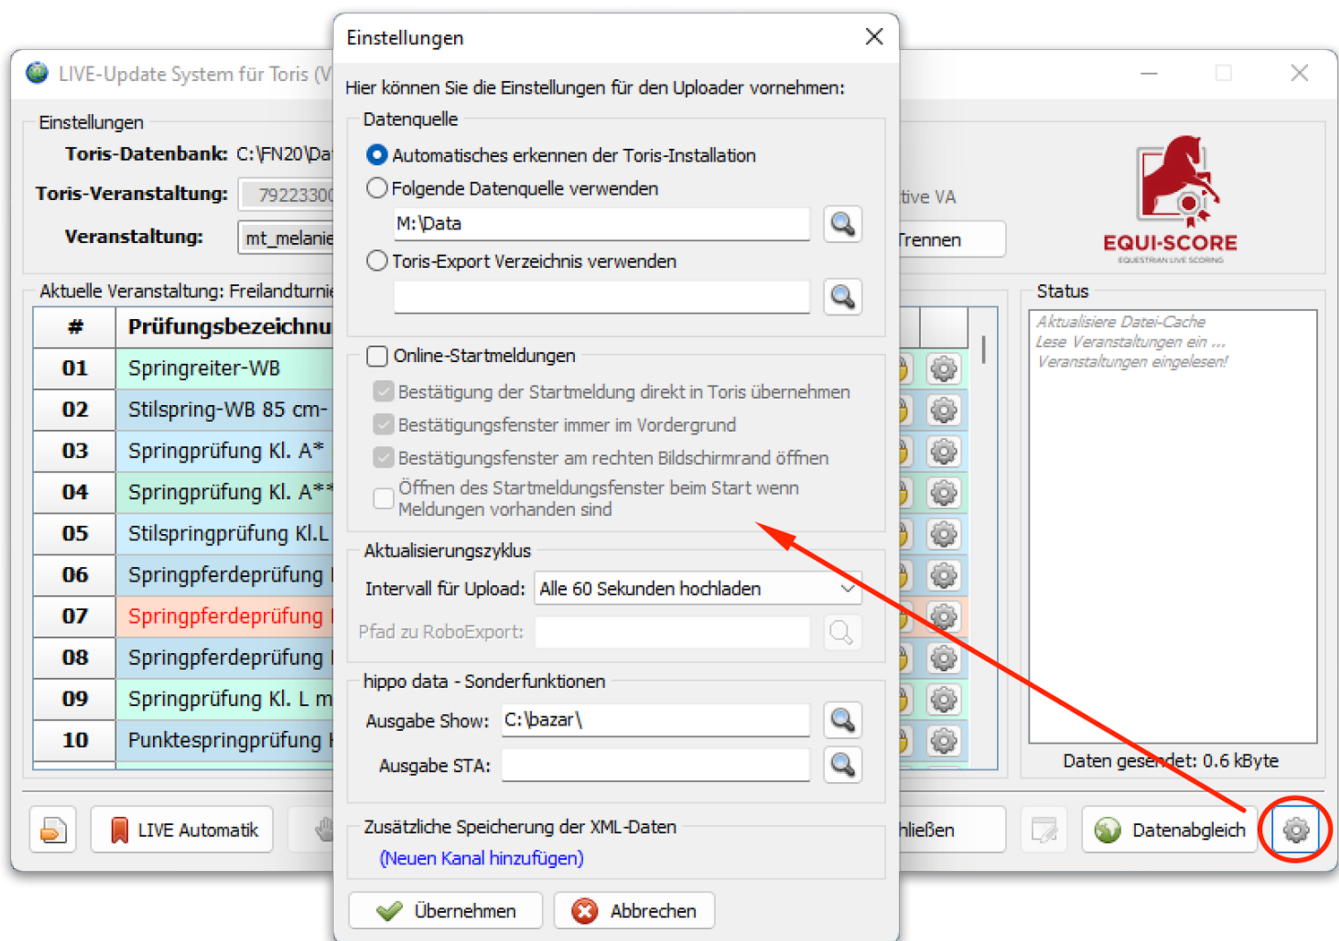 Einstellungen
LIVE-Update System für Toris (V
Hier können Sie die Einstellungen für den Uploader vornehmen:
Einstellungen
Toris-Datenbank: C:\FN20\Da
Toris-Veranstaltung: 79223300
Veranstaltung: mt_melanie
tive VA
Trennen
EQUI-SCORE
EQUESTRIAN LIVE SCORING
Datenquelle
Automatisches erkennen der Toris-Installation
Folgende Datenquelle verwenden
M:\Data
Toris-Export Verzeichnis verwenden
Aktuelle Veranstaltung: Freilandturnie
# Prüfungsbezeichnu
01 Springreiter-WB
02 Stilspring-WB 85 cm-
03 Springprüfung Kl. A*
04 Springprüfung Kl. A**
05 Stilspringprüfung Kl.L
06 Springpferdeprüfung
07 Springpferdeprüfung
08 Springpferdeprüfung
09 Springprüfung Kl. L m
10 Punktespringprüfung
Online-Startmeldungen
Bestätigung der Startmeldung direkt in Toris übernehmen
Bestätigungsfenster immer im Vordergrund
Bestätigungsfenster am rechten Bildschirmrand öffnen
Öffnen des Startmeldungsfenster beim Start wenn
Meldungen vorhanden sind
Aktualisierungszyklus
Intervall für Upload: Alle 60 Sekunden hochladen
Pfad zu RoboExport:
hippo data - Sonderfunktionen
Ausgabe Show: C:\bazar\
Ausgabe STA:
Zusätzliche Speicherung der XML-Daten
(Neuen Kanal hinzufügen)
Übernehmen
Abbrechen
Status
Aktualisiere Datei-Cache
Lese Veranstaltungen ein ...
Veranstaltungen eingelesen!
Daten gesendet: 0.6 kByte
LIVE Automatik
hließen
Datenabgleich